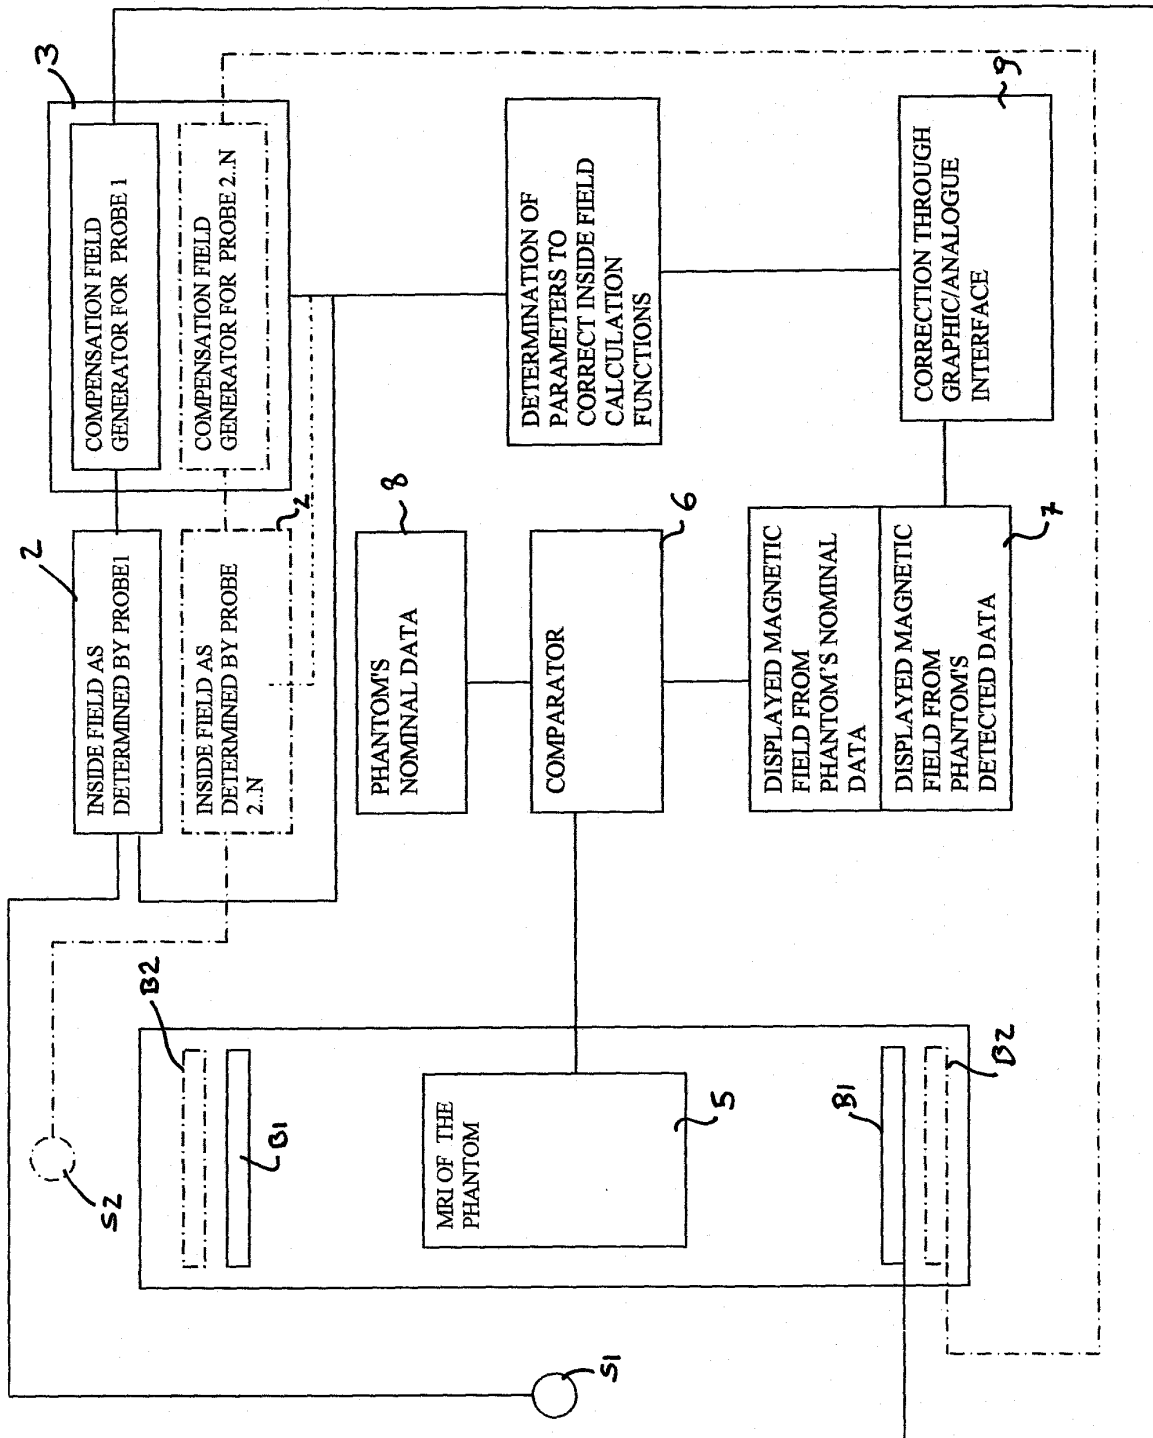 3
COMPENSATION FIELD
GENERATOR FOR PROBE 1
COMPENSATION FIELD
GENERATOR FOR PROBE 2..N
2
INSIDE FIELD AS
DETERMINED BY PROBE1
2
INSIDE FIELD AS
DETERMINED BY PROBE
2..N
8
PHANTOM'S
NOMINAL DATA
6
COMPARATOR
DETERMINATION OF
PARAMETERS TO
CORRECT INSIDE FIELD
CALCULATION
FUNCTIONS
9
CORRECTION THROUGH
GRAPHIC/ANALOGUE
INTERFACE
DISPLAYED MAGNETIC
FIELD FROM
PHANTOM'S NOMINAL
DATA
DISPLAYED MAGNETIC
FIELD FROM
PHANTOM'S
DETECTED DATA
7
B2
B1
S2
MRI OF THE
PHANTOM
5
B1
B2
S1